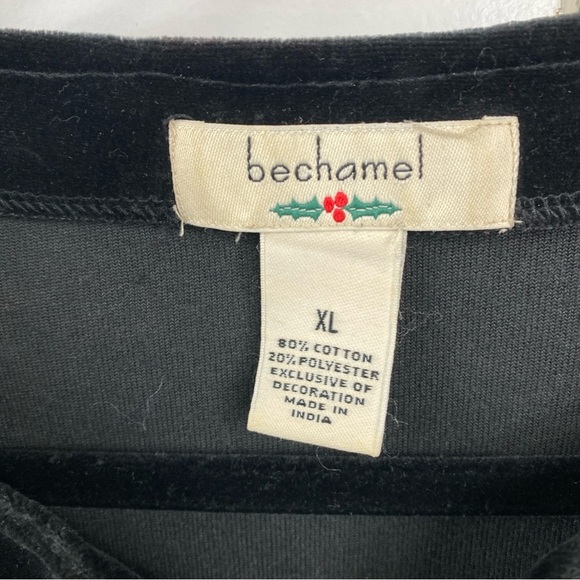 bechamel
XL
80% COTTON
20% POLYESTER
EXCLUSIVE OF
DECORATION
MADE IN
INDIA